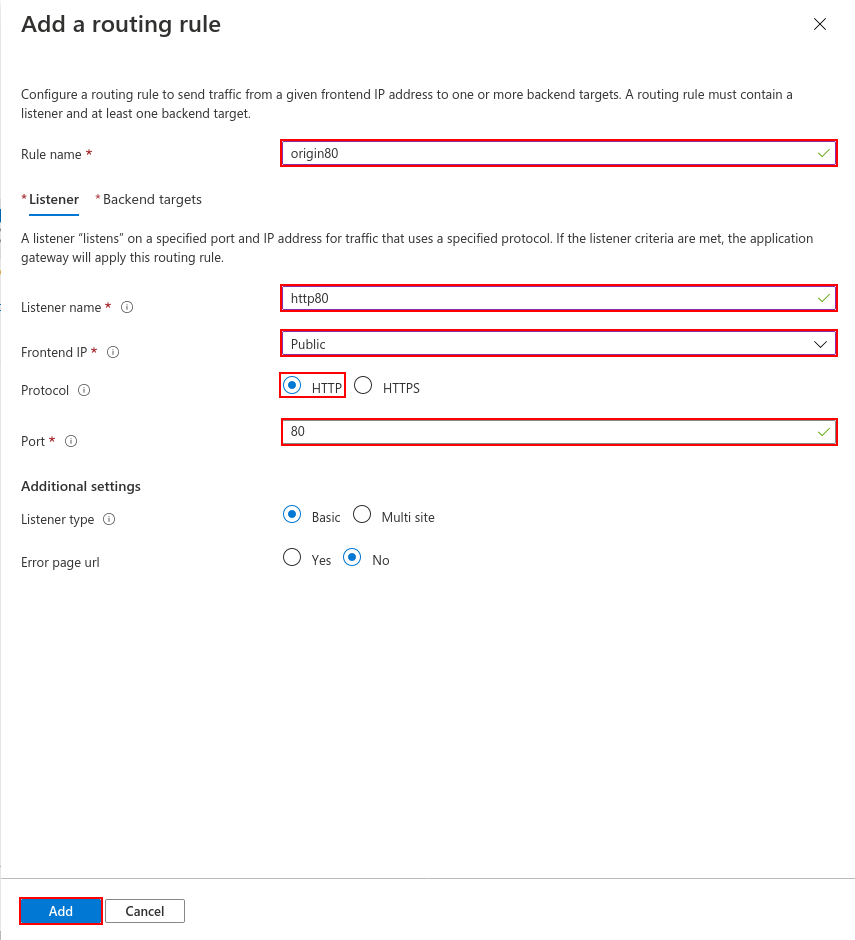 Add a routing rule
Configure a routing rule to send traffic from a given frontend IP address to one or more backend targets. A routing rule must contain a
listener and at least one backend target.
Rule name * origin80
* Listener * Backend targets
A listener “listens” on a specified port and IP address for traffic that uses a specified protocol. If the listener criteria are met, the application
gateway will apply this routing rule.
Listener name * http80
Frontend IP * Public
Protocol HTTP HTTPS
Port * 80
Additional settings
Listener type Basic Multi site
Error page url Yes No
Add Cancel